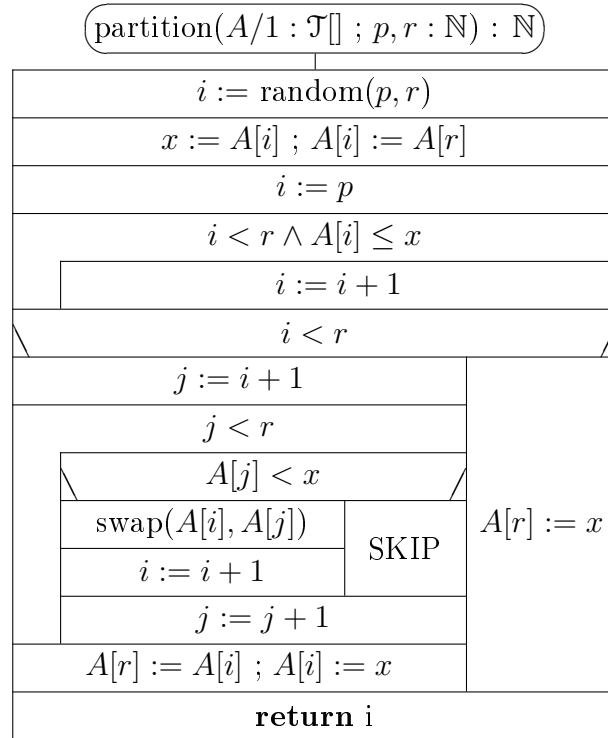 partition(A/1 : 𝒯[] ; p, r : ℕ) : ℕ
i := random(p, r)
x := A[i] ; A[i] := A[r]
i := p
i < r ∧ A[i] ≤ x
i := i + 1
i < r
j := i + 1
j < r
A[j] < x
swap(A[i], A[j])
SKIP
A[r] := x
i := i + 1
j := j + 1
A[r] := A[i] ; A[i] := x
return i